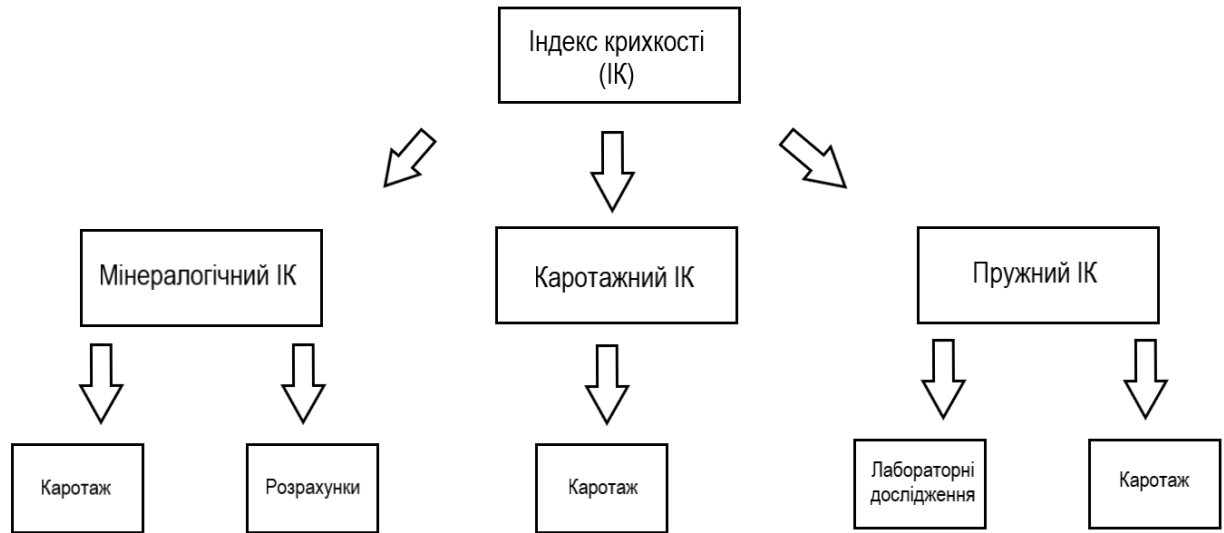 Індекс крихкості
(ІК)
Мінералогічний ІК
Каротажний ІК
Пружний ІК
Каротаж
Розрахунки
Каротаж
Лабораторні
дослідження
Каротаж